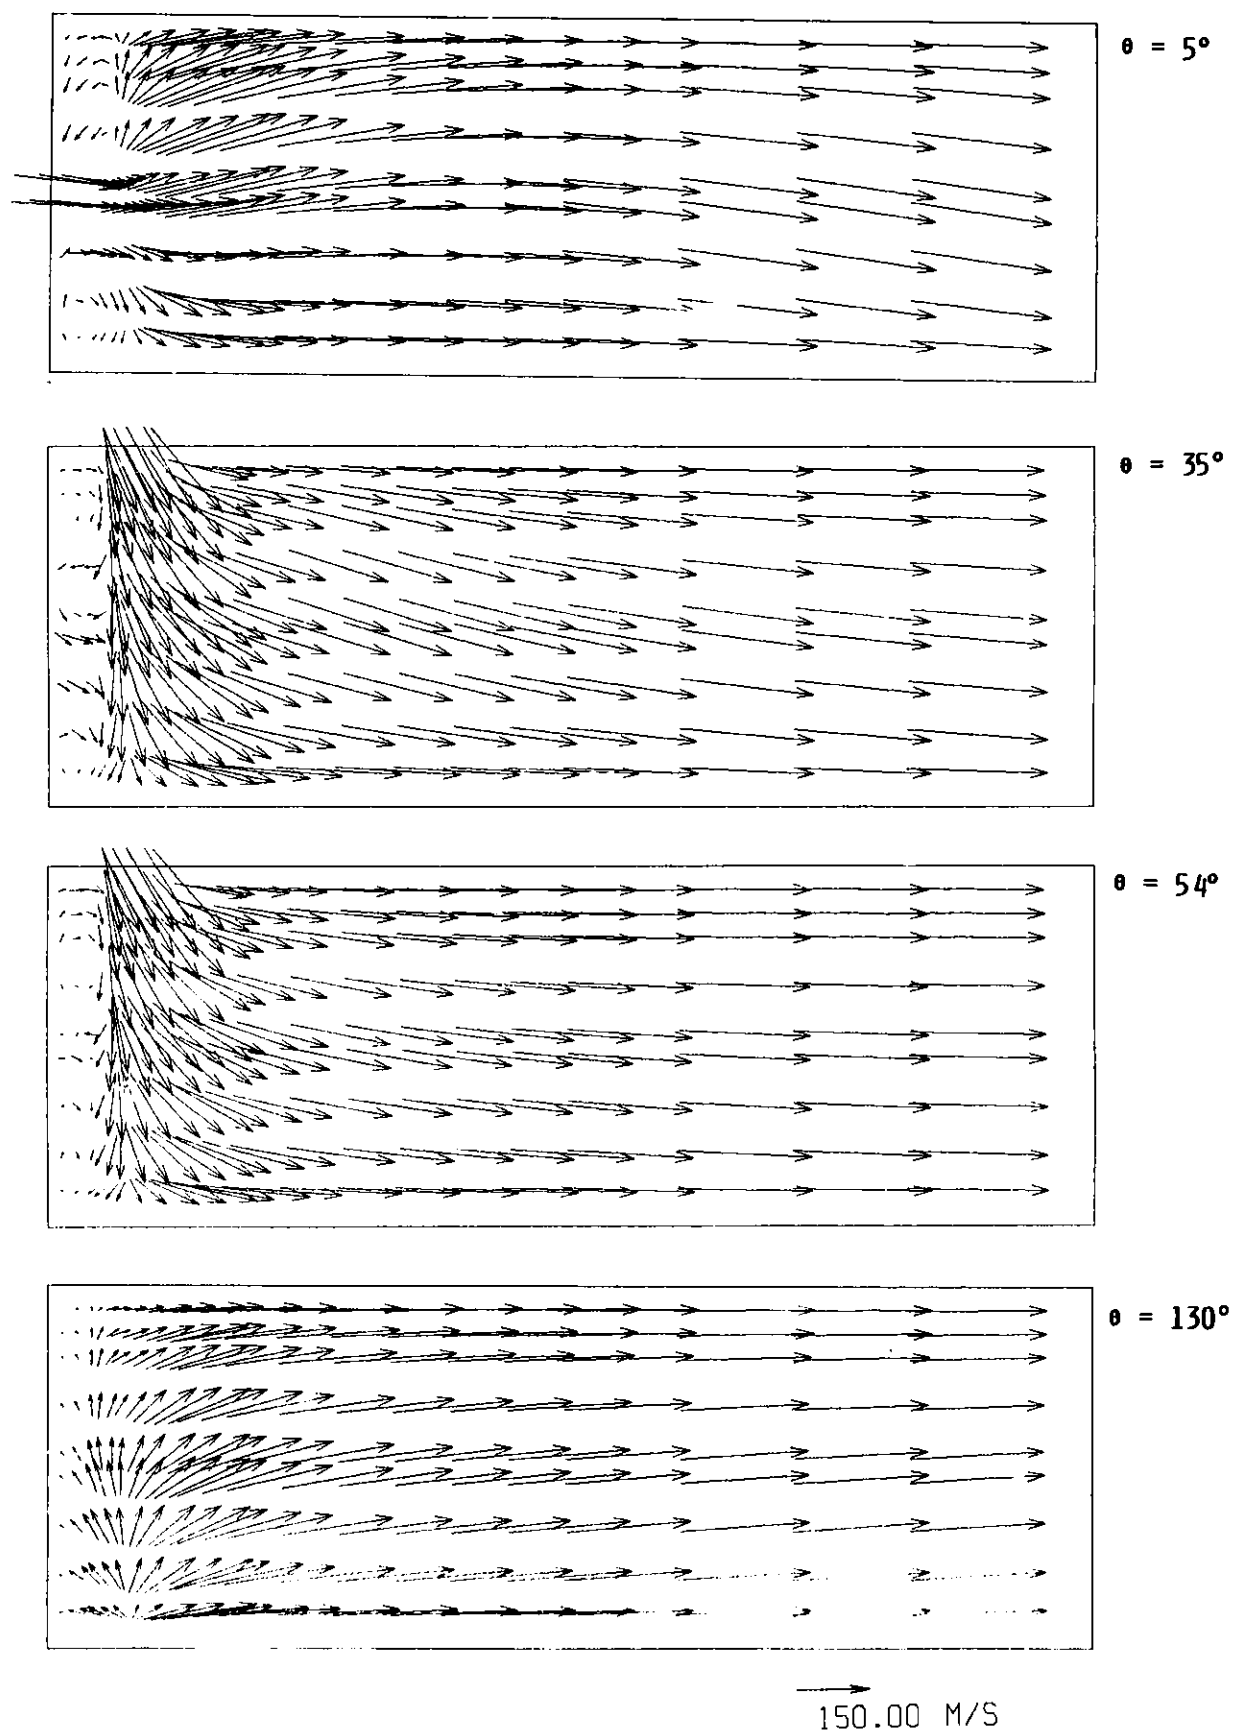 θ = 5°
θ = 35°
θ = 54°
θ = 130°
150.00 M/S